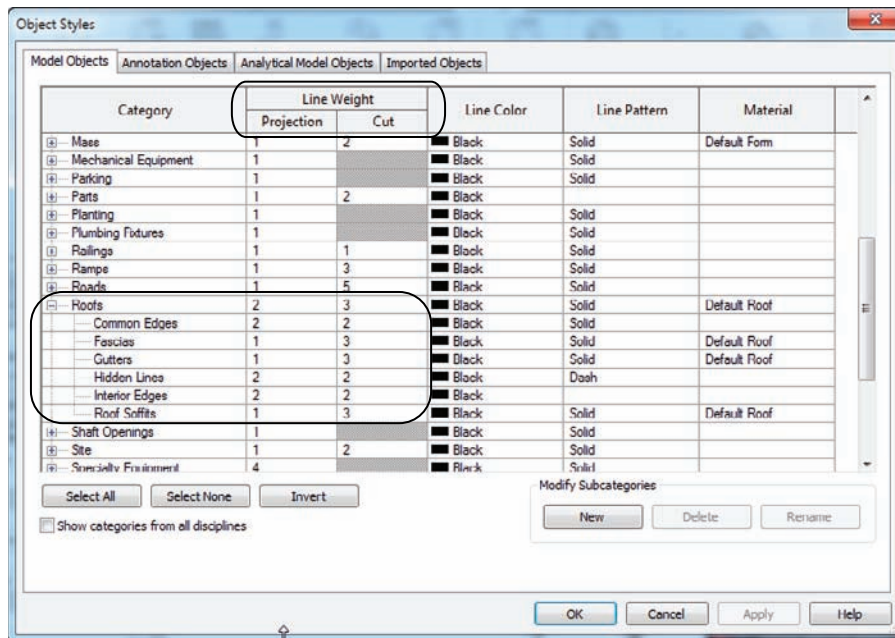 Object Styles
Model Objects Annotation Objects Analytical Model Objects Imported Objects
Category Line Weight Line Color Line Pattern Material
Projection Cut
Mass 1 2 Black Solid Default Form
Mechanical Equipment 1 Black Solid
Parking 1 Black Solid
Parts 1 2 Black
Planting 1 Black Solid
Plumbing Fixtures 1 Black Solid
Railings 1 1 Black Solid
Ramps 1 3 Black Solid
Roads 1 5 Black Solid
Roofs 2 3 Black Solid Default Roof
Common Edges 2 2 Black Solid
Fascias 1 3 Black Solid Default Roof
Gutters 1 3 Black Solid Default Roof
Hidden Lines 2 2 Black Dash
Interior Edges 2 2 Black
Roof Soffits 1 3 Black Solid Default Roof
Shaft Openings 1 Black Solid
Site 1 2 Black Solid
Specialty Equipment 4 Black Solid
Select All Select None Invert
Modify Subcategories
New Delete Rename
Show categories from all disciplines
OK Cancel Apply Help